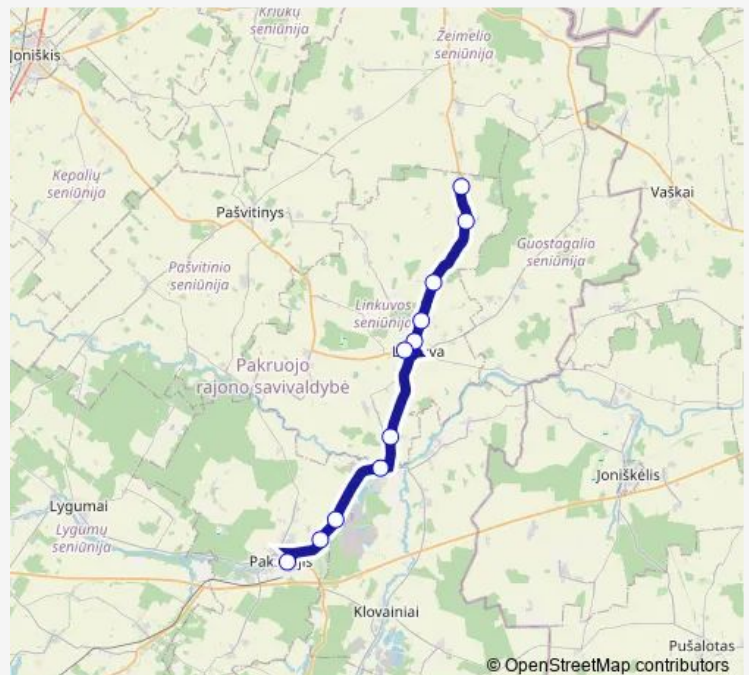 Kriukų
seniūnija
Joniškis
Žeimelio
seniūnija
Kepalių
seniūnija
Pašvitinys
Vaškai
Guostagalio
seniūnija
Pašvitinio
seniūnija
Linkuvos
seniūnija
Pakruojo
rajono savivaldybė
Joniškėlis
Lygumai
Lygumų
seniūnija
Klovainiai
Pušalotas
© OpenStreetMap contributors